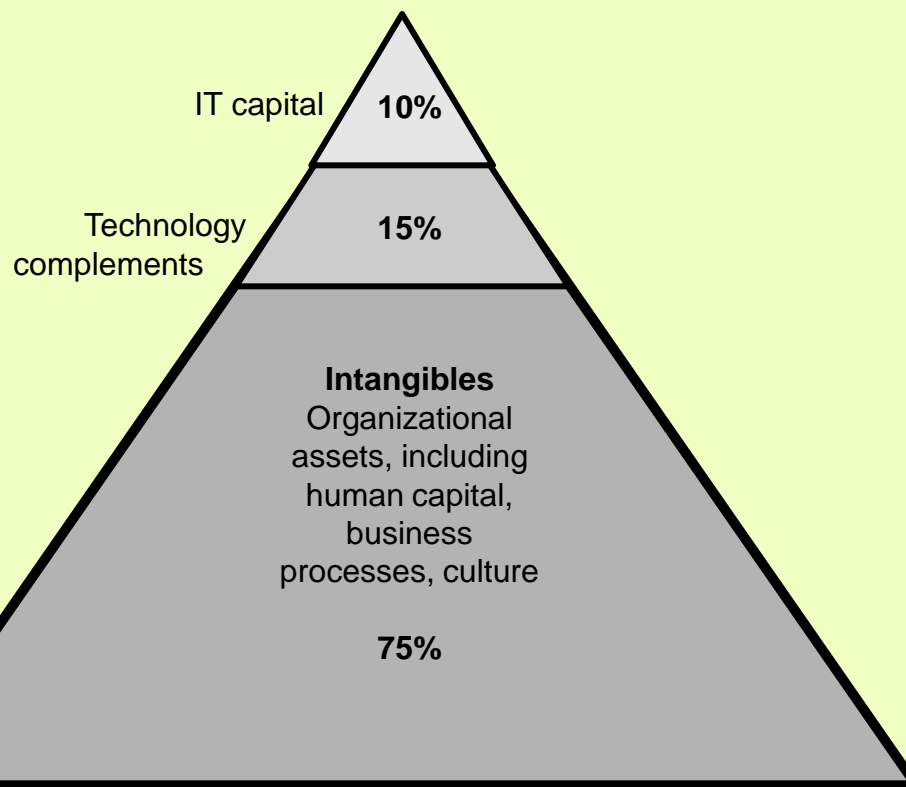 IT capital
10%
Technology
complements
15%
Intangibles
Organizational
assets, including
human capital,
business
processes, culture
75%